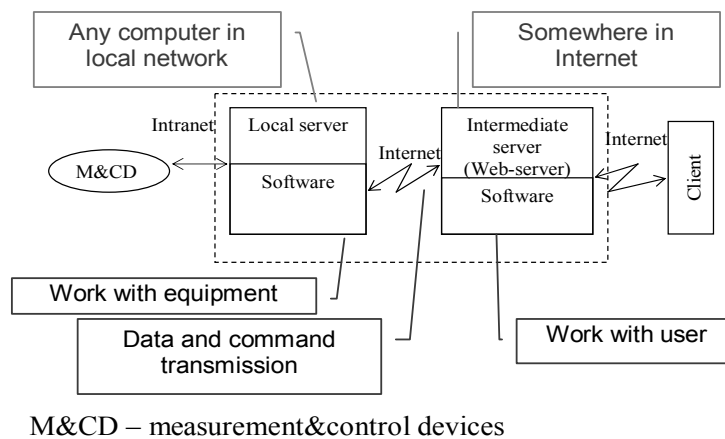 Any computer in
local network
Somewhere in
Internet
Intranet
Local server
Internet
Intermediate
server
(Web-server)
Internet
M&CD
Software
Software
Client
Work with equipment
Data and command
transmission
Work with user
M&CD – measurement&control devices